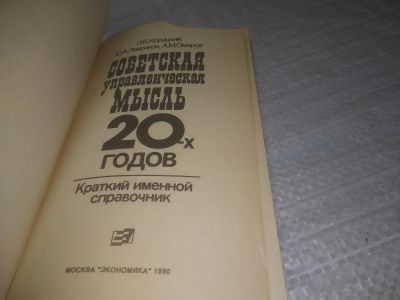 Э.Б.Корицкий,
Ю.А.Лавриков, А.М.Омаров
СОВЕТСКАЯ
управленческая
МЫСЛЬ
20-х
ГОДОВ
Краткий именной
справочник
МОСКВА "ЭКОНОМИКА" 1990